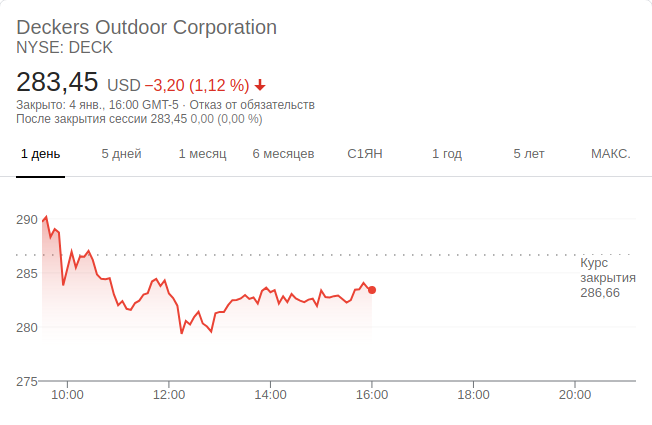 Deckers Outdoor Corporation
NYSE: DECK
283,45 USD −3,20 (1,12 %)
Закрыто: 4 янв., 16:00 GMT-5 · Отказ от обязательств
После закрытия сессии 283,45 0,00 (0,00 %)
1 день 5 дней 1 месяц 6 месяцев С1ЯН 1 год 5 лет МАКС.
290
285
280
275
Курс
закрытия
286,66
10:00 12:00 14:00 16:00 18:00 20:00